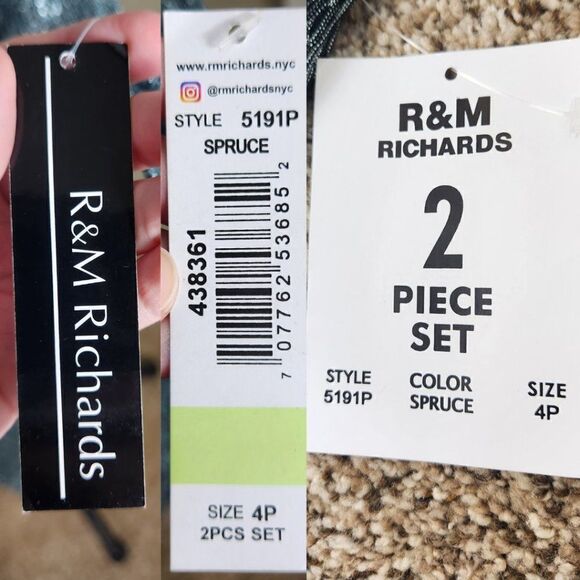 R&M Richards
www.rmrichards.nyc
@rmrichardsnyc
STYLE 5191P
SPRUCE
438361
7 07762 53685 2
SIZE 4P
2PCS SET
R&M
RICHARDS
2
PIECE
SET
STYLE COLOR SIZE
5191P SPRUCE 4P